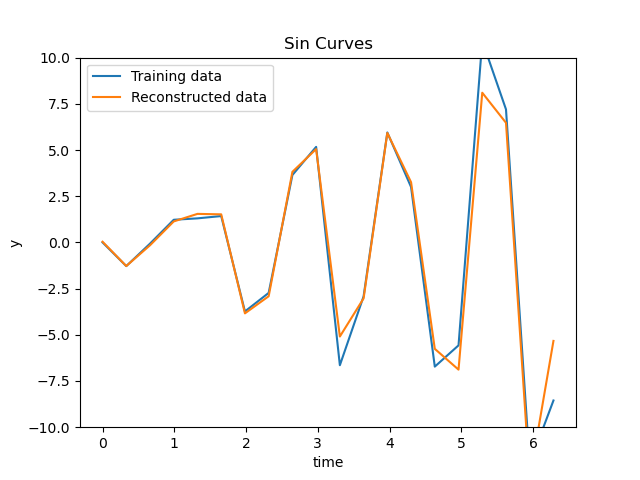 Sin Curves
Training data
Reconstructed data
10.0
7.5
5.0
2.5
0.0
−2.5
−5.0
−7.5
−10.0
y
0 1 2 3 4 5 6
time